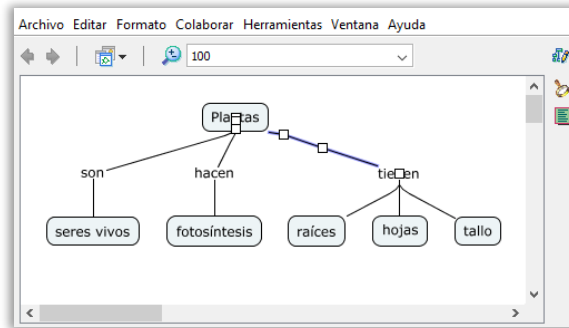 Archivo Editar Formato Colaborar Herramientas Ventana Ayuda
100
Plantas
son hacen tienen
seres vivos fotosíntesis raíces hojas tallo